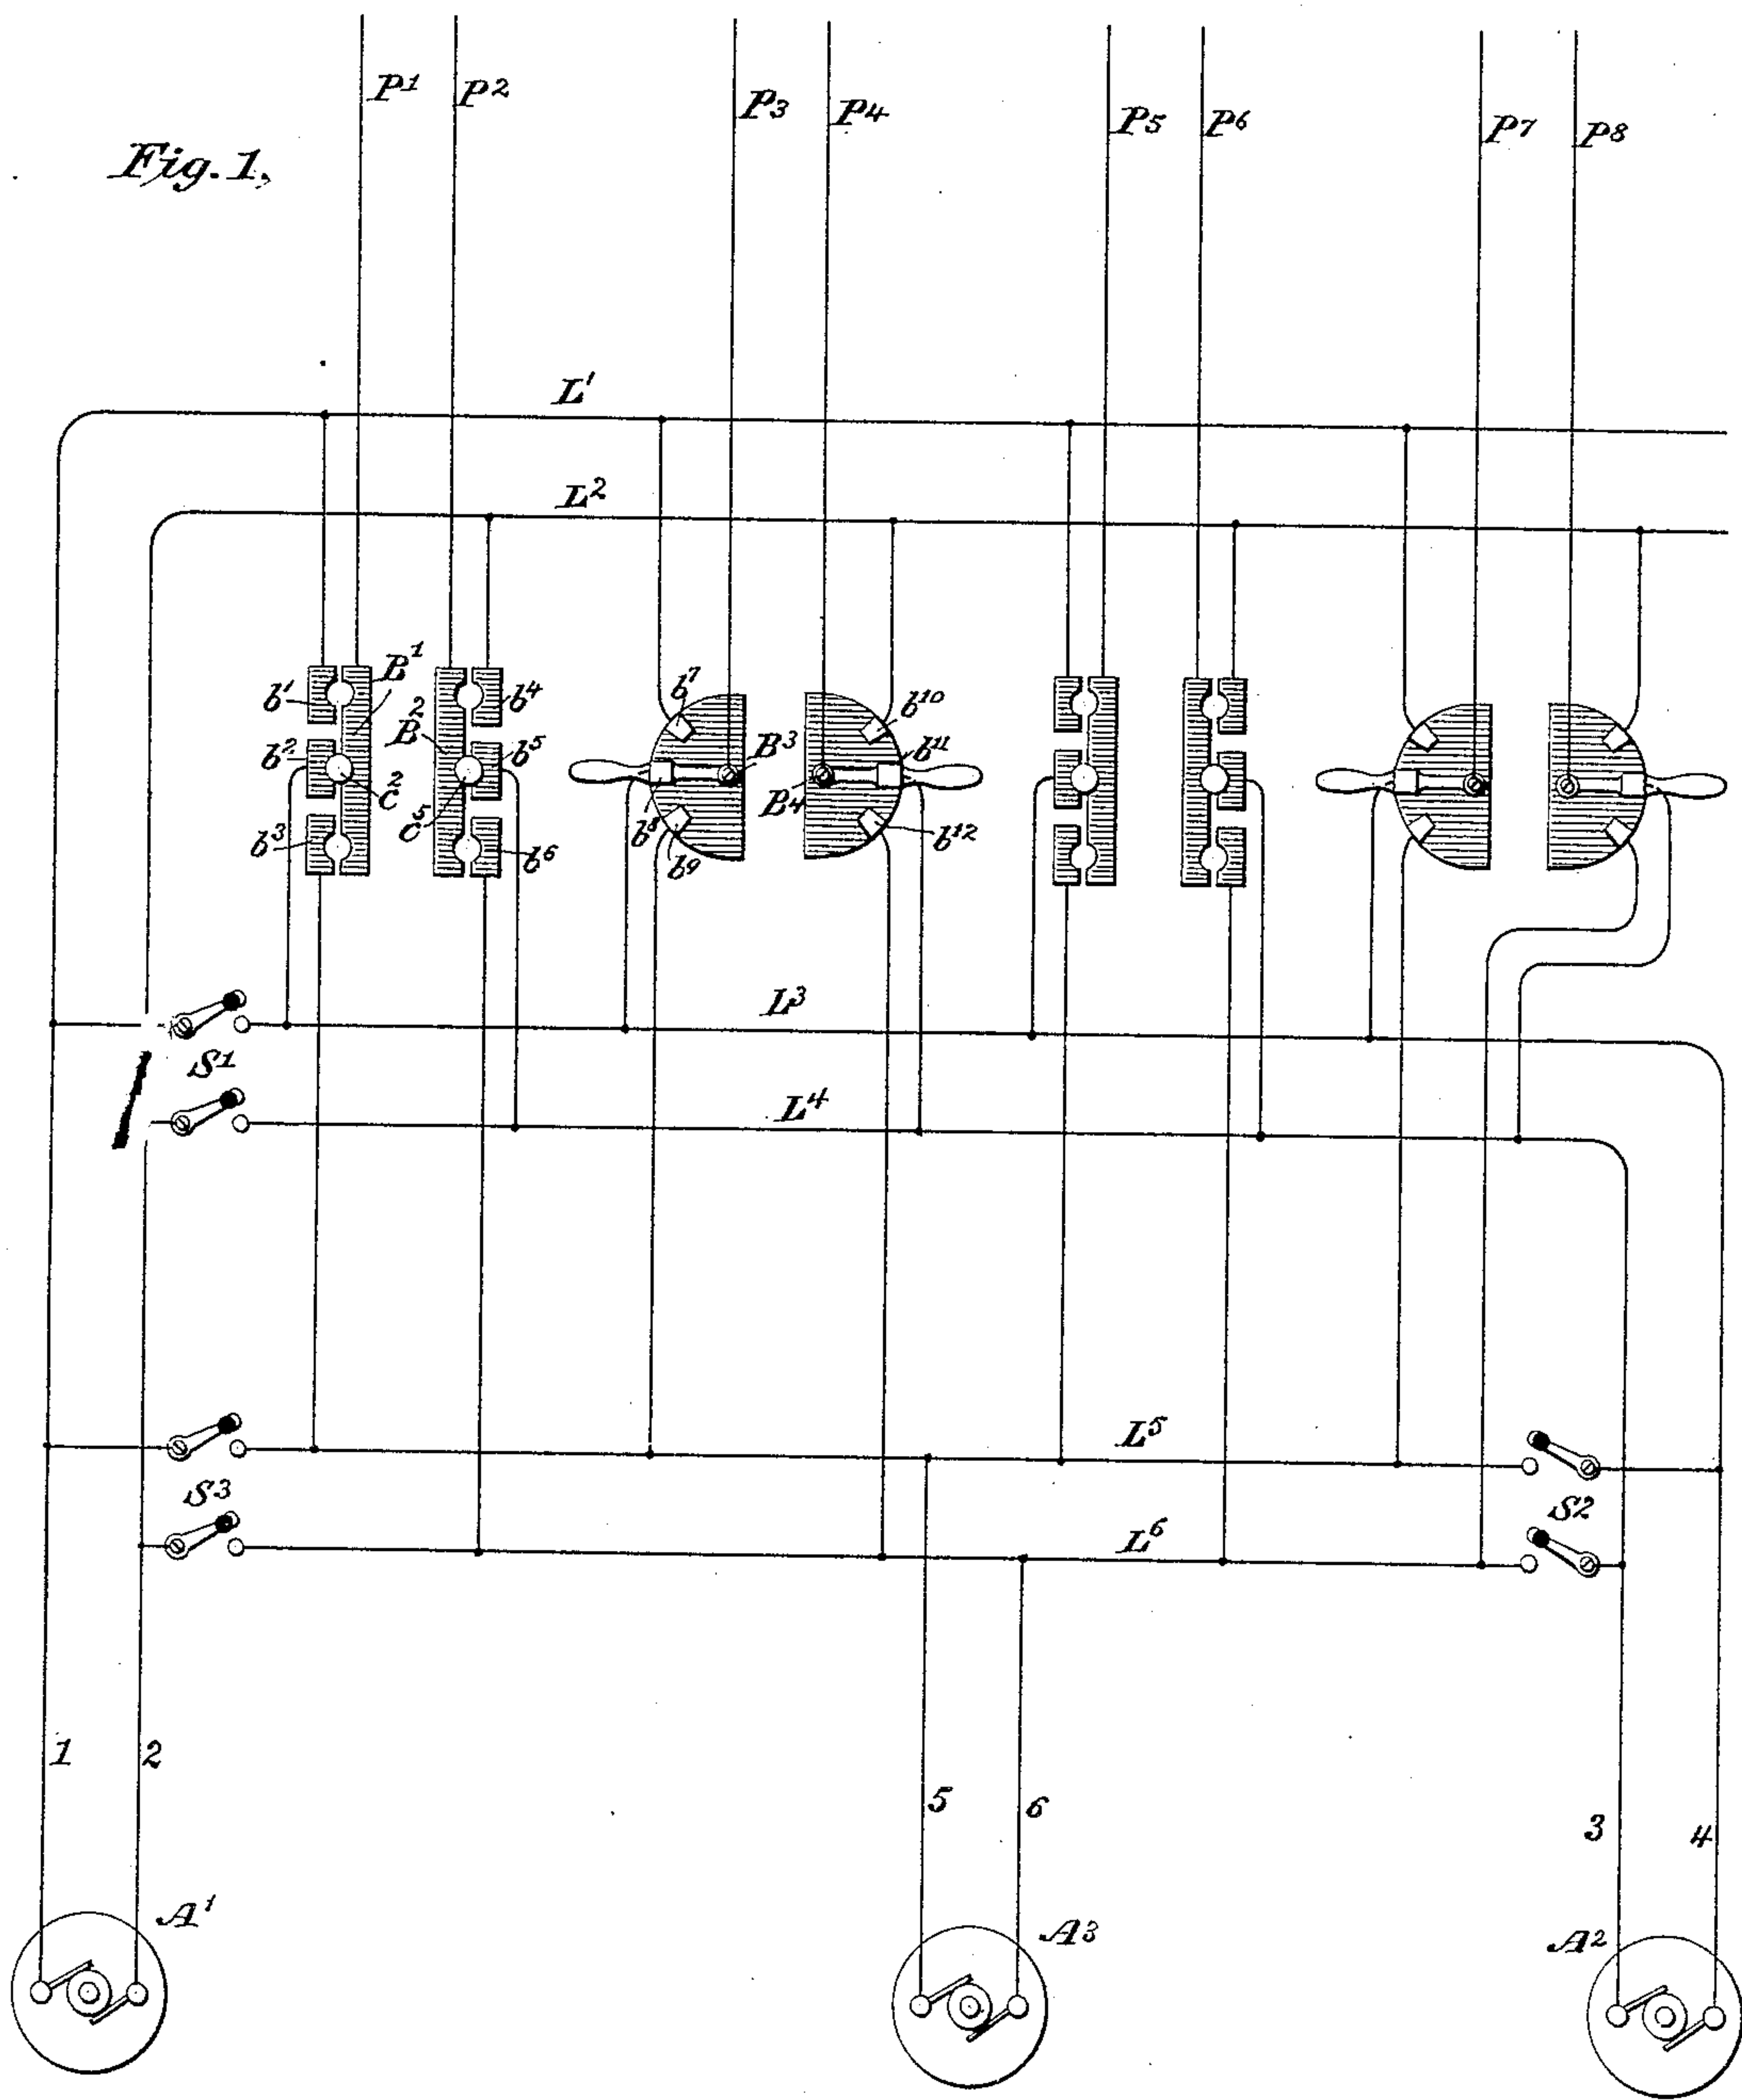 Fig. 1.
P1 P2 P3 P4 P5 P6 P7 P8
L'
L2
b' B1 B2 b4 b7 b10
b2 C2 C5 b5 b8 B3 B4 b11
b3 b6 b9 b12
L3
S1
L4
L5
S3 S2
L6
1 2 5 6 3 4
A1 A3 A2